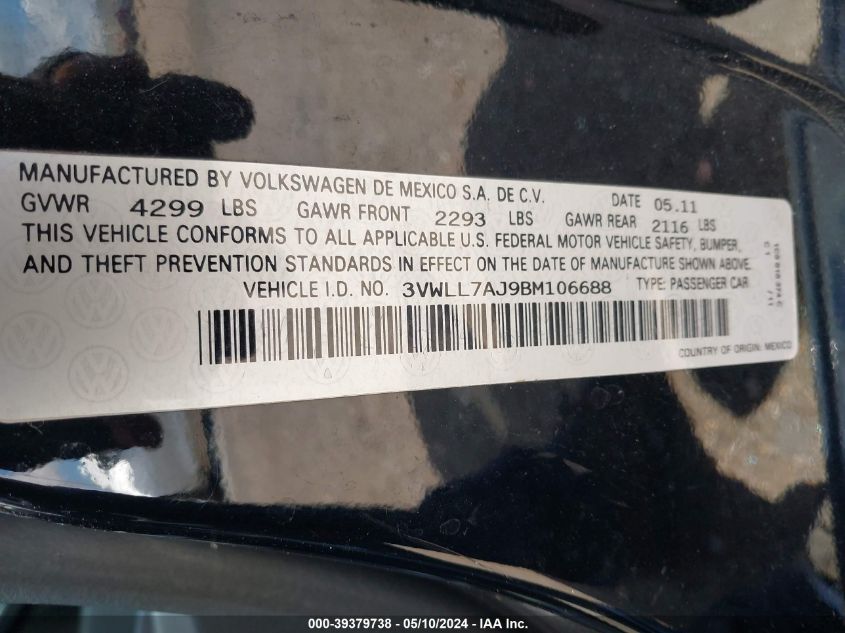 MANUFACTURED BY VOLKSWAGEN DE MEXICO S.A. DE C.V. DATE 05.11
GVWR 4299 LBS GAWR FRONT 2293 LBS GAWR REAR 2116 LBS
THIS VEHICLE CONFORMS TO ALL APPLICABLE U.S. FEDERAL MOTOR VEHICLE SAFETY, BUMPER,
AND THEFT PREVENTION STANDARDS IN EFFECT ON THE DATE OF MANUFACTURE SHOWN ABOVE.
VEHICLE I.D. NO. 3VWLL7AJ9BM106688 TYPE: PASSENGER CAR
COUNTRY OF ORIGIN: MEXICO
000-39379738 - 05/10/2024 - IAA